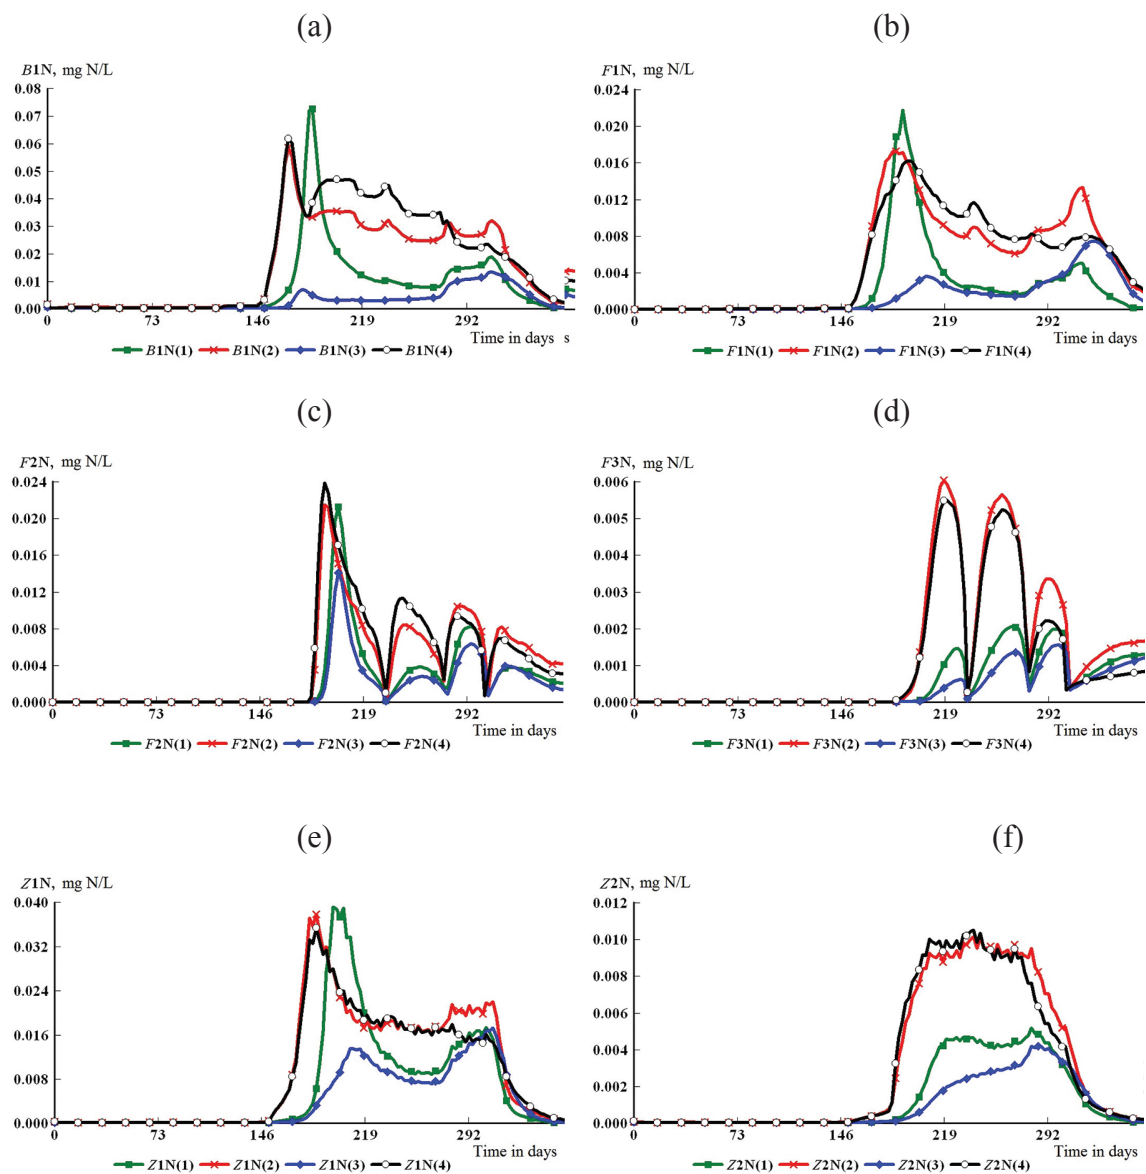 (a)
B1N, mg N/L
0.08
0.07
0.06
0.05
0.04
0.03
0.02
0.01
0.00
0 73 146 219 292
Time in days s
B1N(1) B1N(2) B1N(3) B1N(4)
(b)
F1N, mg N/L
0.024
0.020
0.016
0.012
0.008
0.004
0.000
0 73 146 219 292
Time in days
F1N(1) F1N(2) F1N(3) F1N(4)
(c)
F2N, mg N/L
0.024
0.020
0.016
0.012
0.008
0.004
0.000
0 73 146 219 292
Time in days
F2N(1) F2N(2) F2N(3) F2N(4)
(d)
F3N, mg N/L
0.006
0.005
0.004
0.003
0.002
0.001
0.000
0 73 146 219 292
Time in days
F3N(1) F3N(2) F3N(3) F3N(4)
(e)
Z1N, mg N/L
0.040
0.032
0.024
0.016
0.008
0.000
0 73 146 219 292
Time in days
Z1N(1) Z1N(2) Z1N(3) Z1N(4)
(f)
Z2N, mg N/L
0.012
0.010
0.008
0.006
0.004
0.002
0.000
0 73 146 219 292
Time in days
Z2N(1) Z2N(2) Z2N(3) Z2N(4)